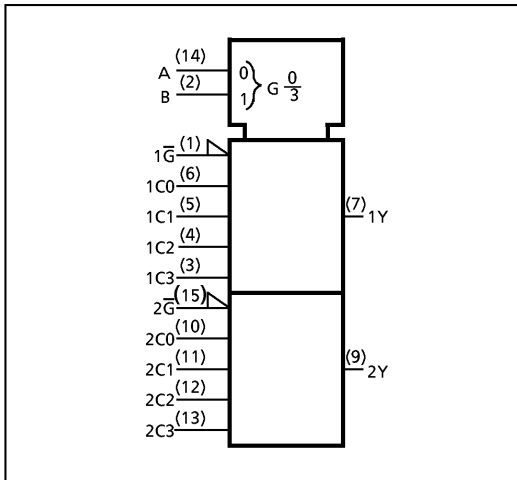 A (14) 0
B (2) 1 } G 0/3
1G̅ (1)
1C0 (6)
1C1 (5) (7) 1Y
1C2 (4)
1C3 (3)
2G̅ (15)
2C0 (10)
2C1 (11) (9) 2Y
2C2 (12)
2C3 (13)